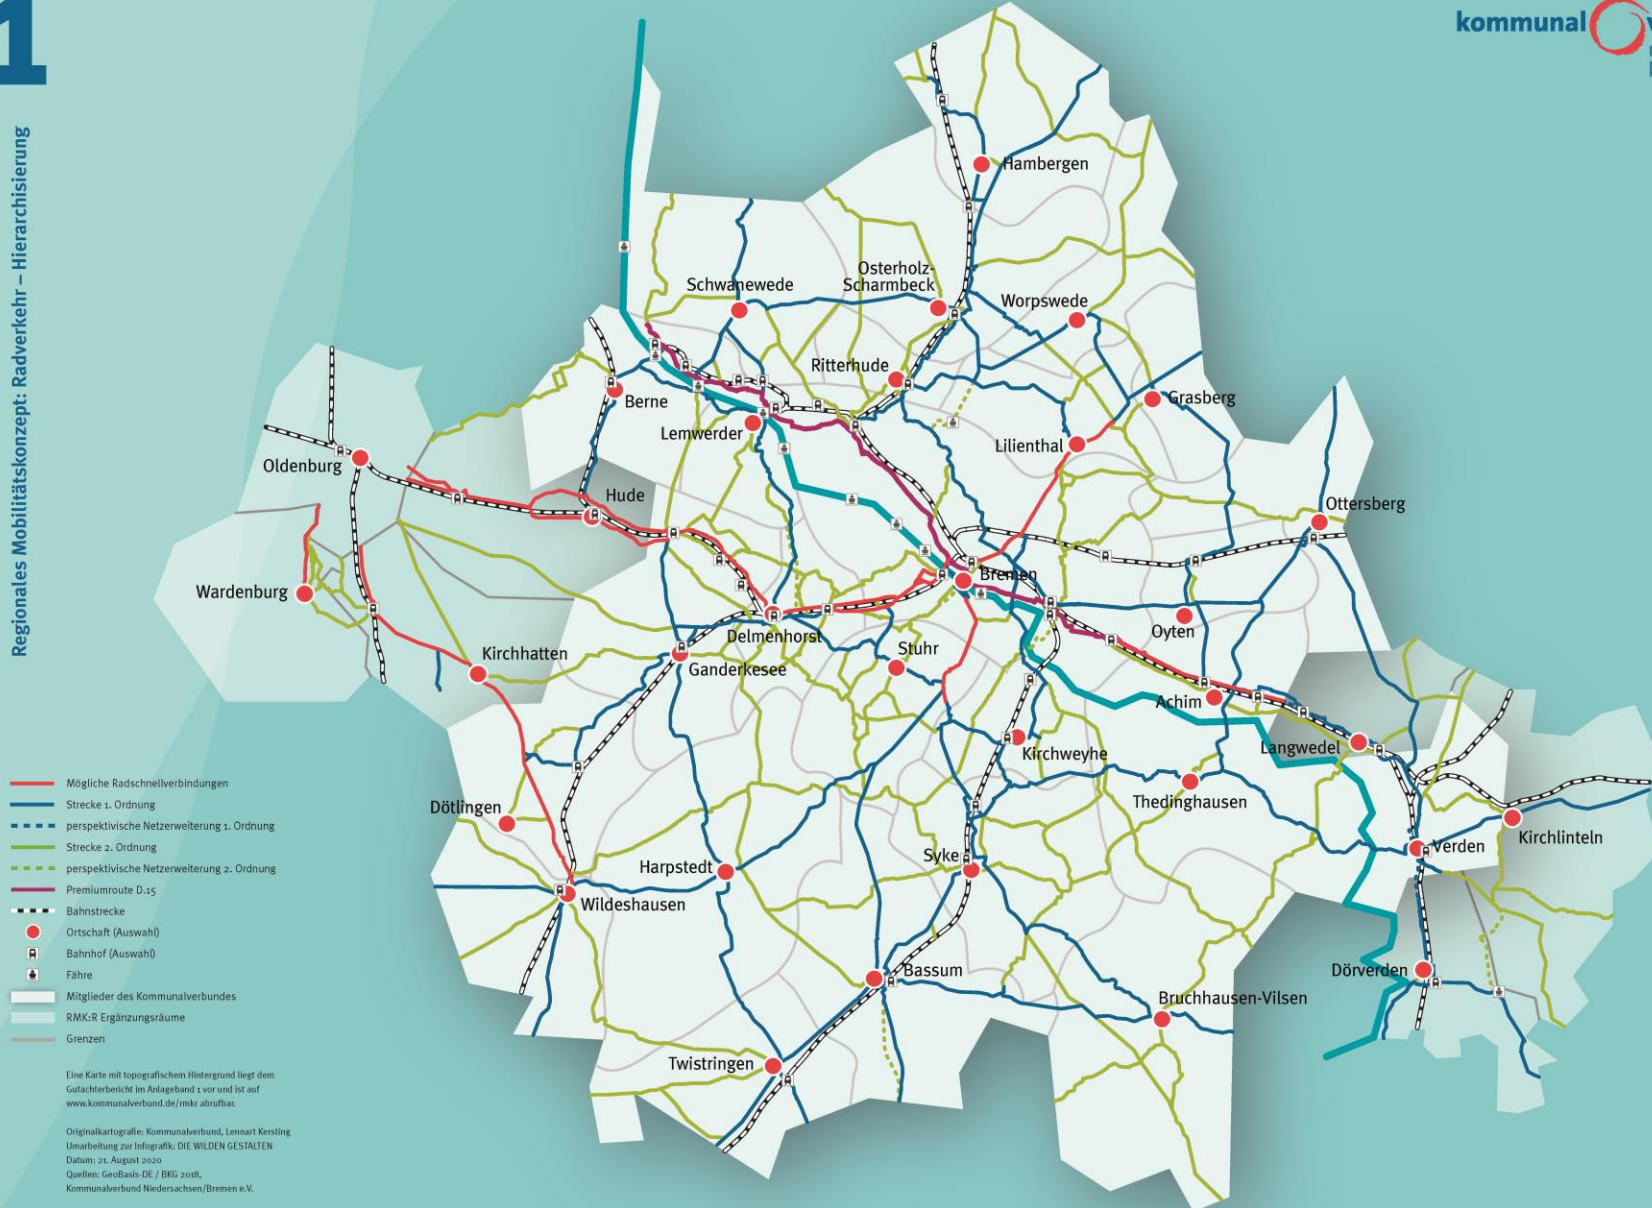 1
kommunal
Regionales Mobilitätskonzept: Radverkehr – Hierarchisierung
Hambergen
Schwanewede
Osterholz-
Scharmbeck
Worpswede
Ritterhude
Berne
Grasberg
Lemwerder
Lilienthal
Oldenburg
Hude
Ottersberg
Bremen
Wardenburg
Oyten
Delmenhorst
Stuhr
Kirchhatten
Ganderkesee
Achim
Langwedel
Kirchweyhe
Thedinghausen
Dötlingen
Kirchlinteln
Verden
Syke
Harpstedt
Wildeshausen
Bassum
Dörverden
Bruchhausen-Vilsen
Twistringen
Mögliche Radschnellverbindungen
Strecke 1. Ordnung
perspektivische Netzerweiterung 1. Ordnung
Strecke 2. Ordnung
perspektivische Netzerweiterung 2. Ordnung
Premiumroute D.15
Bahnstrecke
Ortschaft (Auswahl)
Bahnhof (Auswahl)
Fähre
Mitglieder des Kommunalverbundes
RMK:R Ergänzungsräume
Grenzen
Eine Karte mit topografischem Hintergrund liegt dem
Gutachterbericht im Anlageband 1 vor und ist auf
www.kommunalverbund.de/rmkr abrufbar.
Originalkartografie: Kommunalverbund, Lennart Kersting
Umarbeitung zur Infografik: DIE WILDEN GESTALTEN
Datum: 21. August 2020
Quellen: GeoBasis-DE / BKG 2018,
Kommunalverbund Niedersachsen/Bremen e.V.